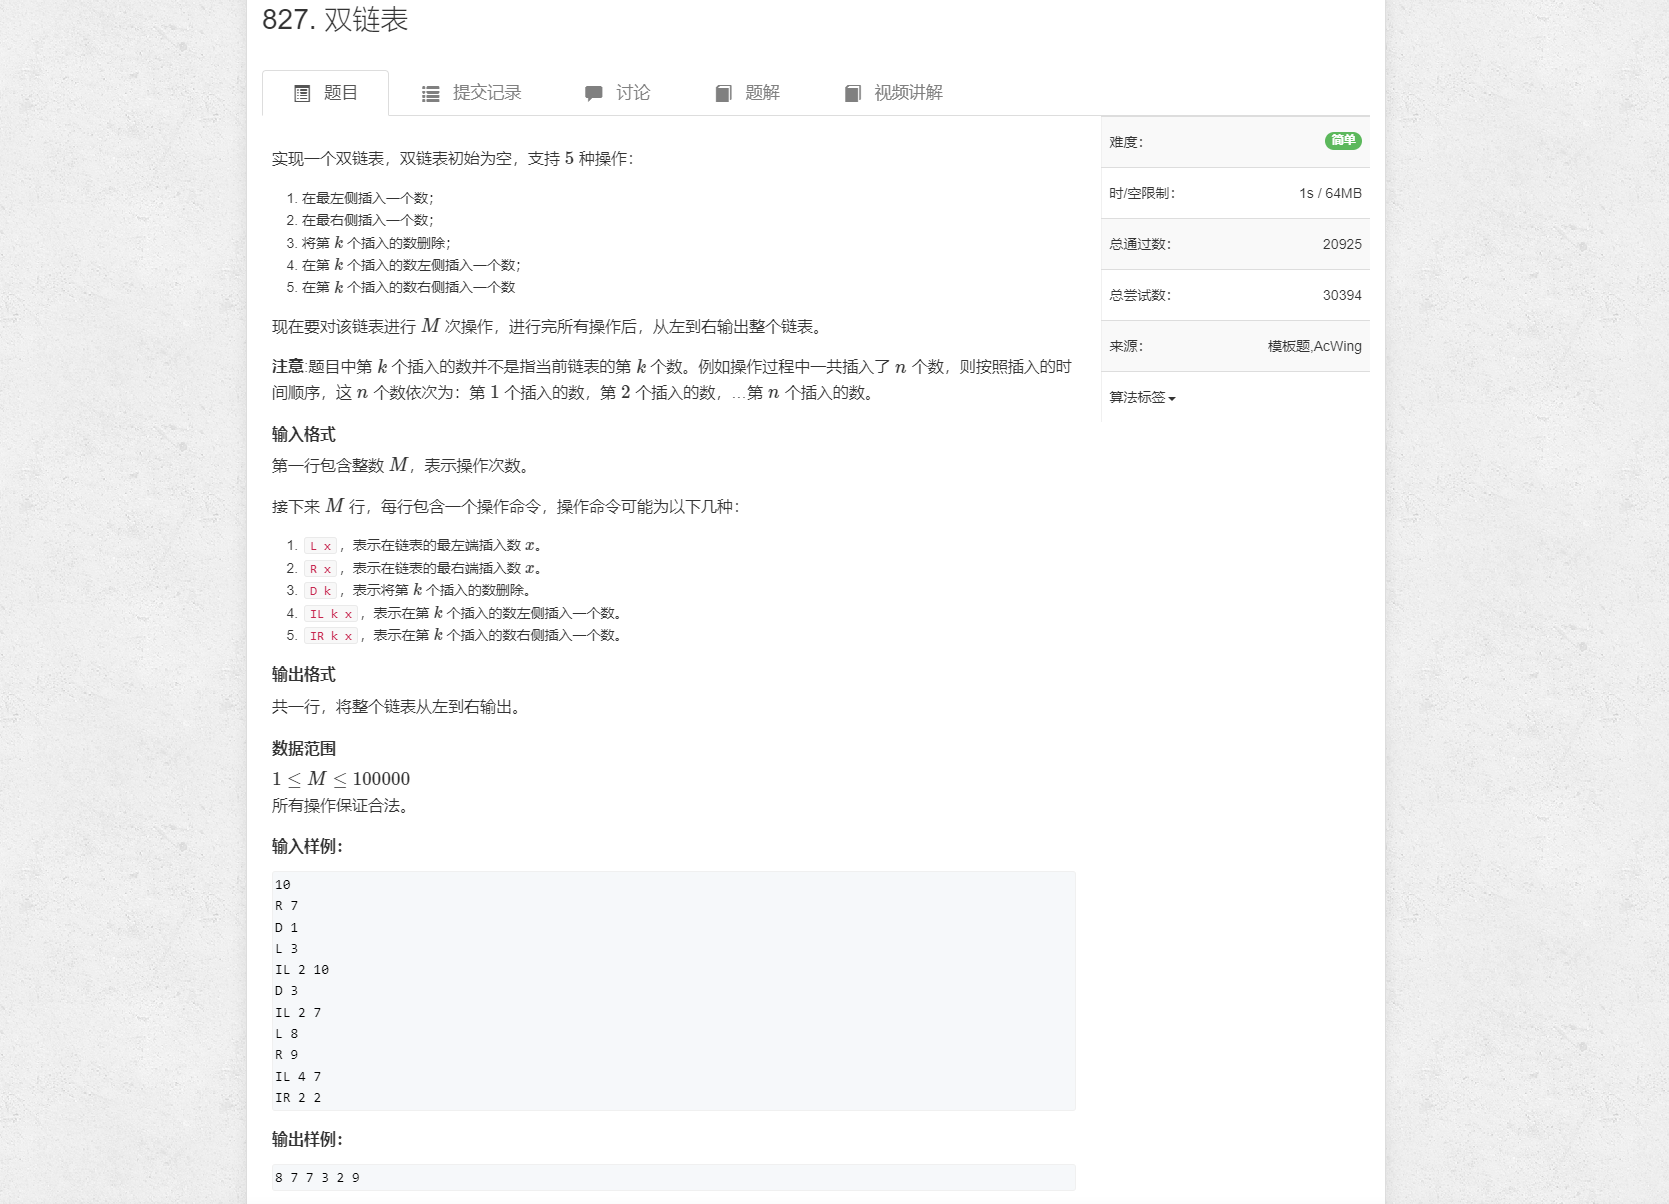 827. 双链表
题目
提交记录
讨论
题解
视频讲解
实现一个双链表，双链表初始为空，支持 5 种操作：
1. 在最左侧插入一个数；
2. 在最右侧插入一个数；
3. 将第 k 个插入的数删除；
4. 在第 k 个插入的数左侧插入一个数；
5. 在第 k 个插入的数右侧插入一个数
现在要对该链表进行 M 次操作，进行完所有操作后，从左到右输出整个链表。
注意:题目中第 k 个插入的数并不是指当前链表的第 k 个数。例如操作过程中一共插入了 n 个数，则按照插入的时
间顺序，这 n 个数依次为：第 1 个插入的数，第 2 个插入的数，…第 n 个插入的数。
输入格式
第一行包含整数 M，表示操作次数。
接下来 M 行，每行包含一个操作命令，操作命令可能为以下几种：
1. L x，表示在链表的最左端插入数 x。
2. R x，表示在链表的最右端插入数 x。
3. D k，表示将第 k 个插入的数删除。
4. IL k x，表示在第 k 个插入的数左侧插入一个数。
5. IR k x，表示在第 k 个插入的数右侧插入一个数。
输出格式
共一行，将整个链表从左到右输出。
数据范围
1 ≤ M ≤ 100000
所有操作保证合法。
输入样例：
10
R 7
D 1
L 3
IL 2 10
D 3
IL 2 7
L 8
R 9
IL 4 7
IR 2 2
输出样例：
8 7 7 3 2 9
难度：
简单
时/空限制：
1s / 64MB
总通过数：
20925
总尝试数：
30394
来源：
模板题,AcWing
算法标签